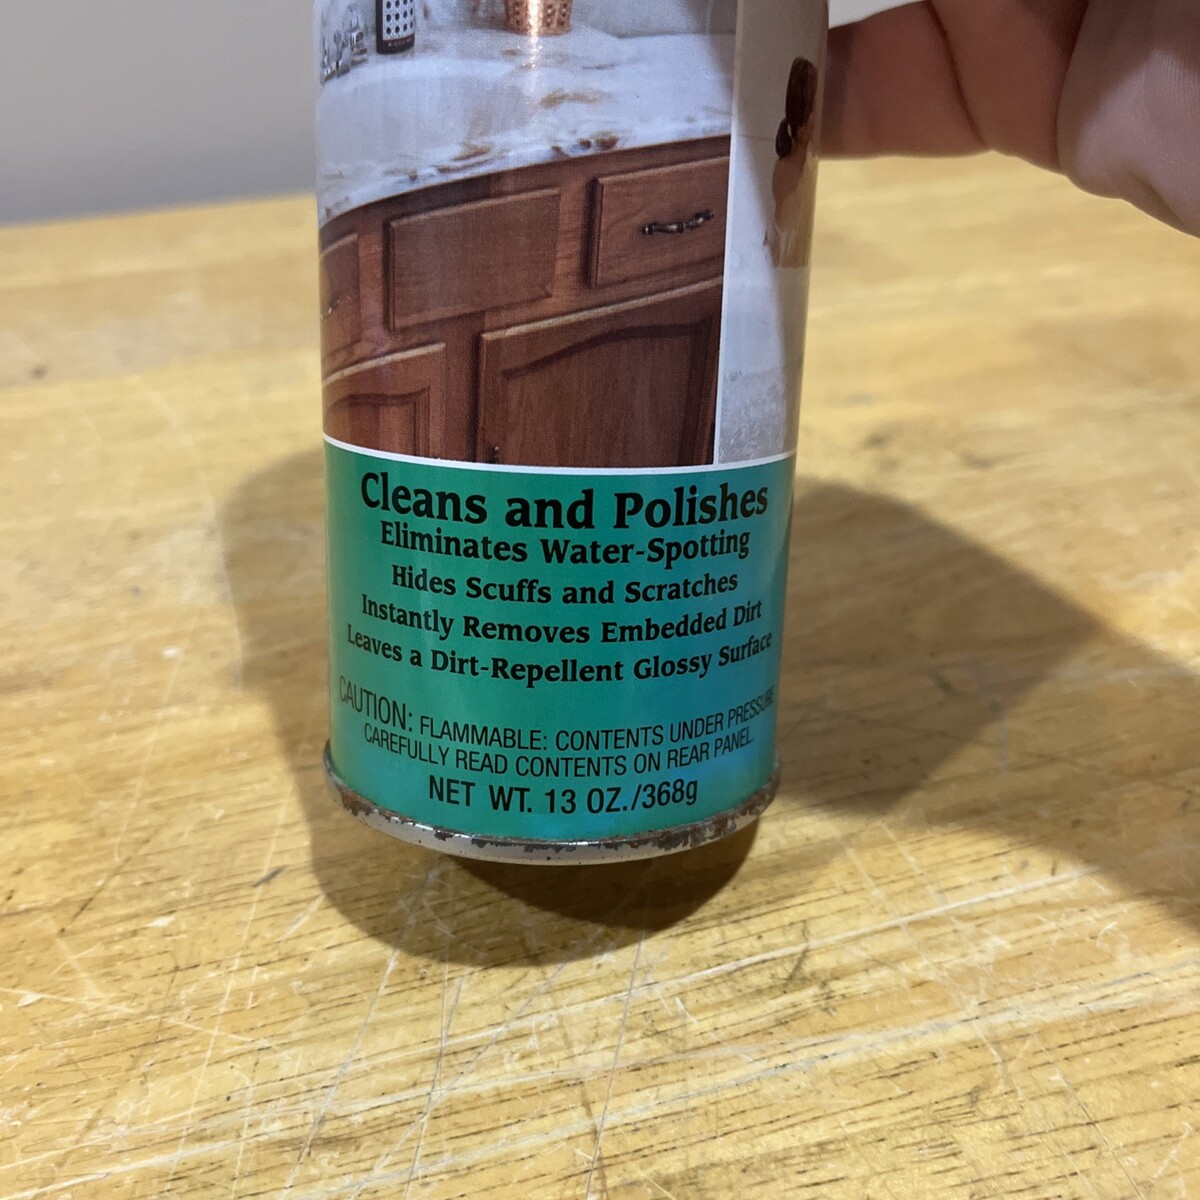 Cleans and Polishes
Eliminates Water-Spotting
Hides Scuffs and Scratches
Instantly Removes Embedded Dirt
Leaves a Dirt-Repellent Glossy Surface
CAUTION: FLAMMABLE: CONTENTS UNDER PRESSURE
CAREFULLY READ CONTENTS ON REAR PANEL.
NET WT. 13 OZ./368g